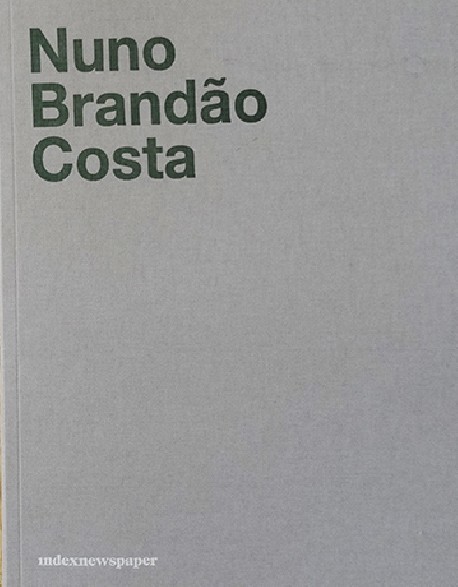 Nuno
Brandão
Costa
indexnewspaper